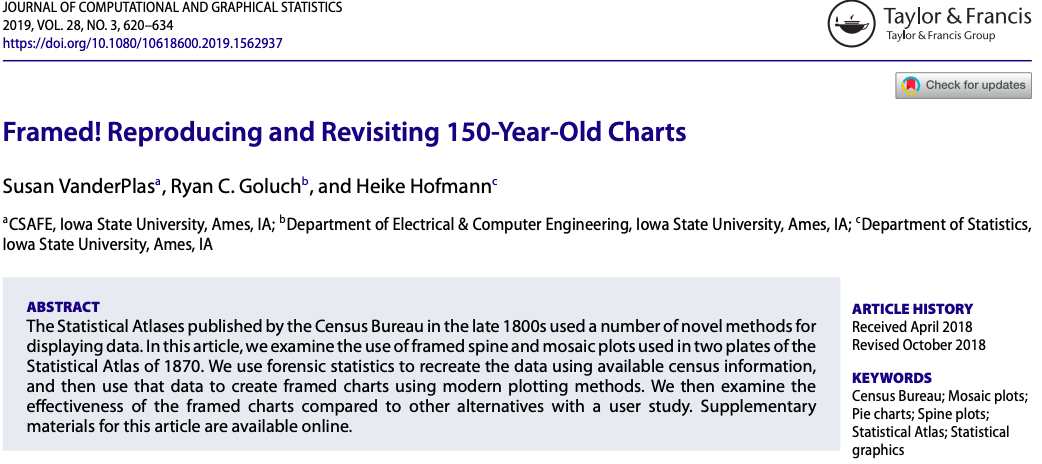 JOURNAL OF COMPUTATIONAL AND GRAPHICAL STATISTICS
2019, VOL. 28, NO. 3, 620–634
https://doi.org/10.1080/10618600.2019.1562937
Taylor & Francis
Taylor & Francis Group
Check for updates
Framed! Reproducing and Revisiting 150-Year-Old Charts
Susan VanderPlasa, Ryan C. Goluchb, and Heike Hofmannc
aCSAFE, Iowa State University, Ames, IA; bDepartment of Electrical & Computer Engineering, Iowa State University, Ames, IA; cDepartment of Statistics,
Iowa State University, Ames, IA
ABSTRACT
The Statistical Atlases published by the Census Bureau in the late 1800s used a number of novel methods for
displaying data. In this article, we examine the use of framed spine and mosaic plots used in two plates of the
Statistical Atlas of 1870. We use forensic statistics to recreate the data using available census information,
and then use that data to create framed charts using modern plotting methods. We then examine the
effectiveness of the framed charts compared to other alternatives with a user study. Supplementary
materials for this article are available online.
ARTICLE HISTORY
Received April 2018
Revised October 2018
KEYWORDS
Census Bureau; Mosaic plots;
Pie charts; Spine plots;
Statistical Atlas; Statistical
graphics